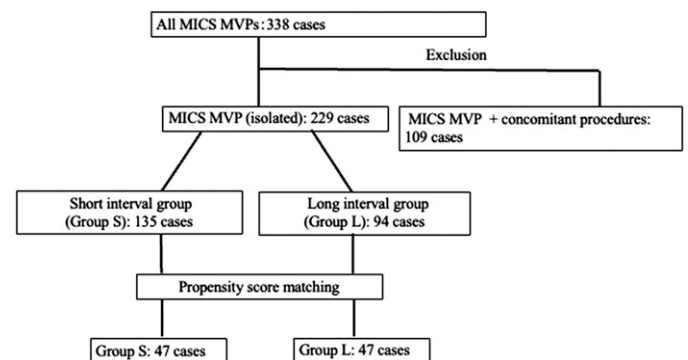 All MICS MVPs: 338 cases
Exclusion
MICS MVP (isolated): 229 cases
MICS MVP + concomitant procedures:
109 cases
Short interval group
(Group S): 135 cases
Long interval group
(Group L): 94 cases
Propensity score matching
Group S: 47 cases
Group L: 47 cases